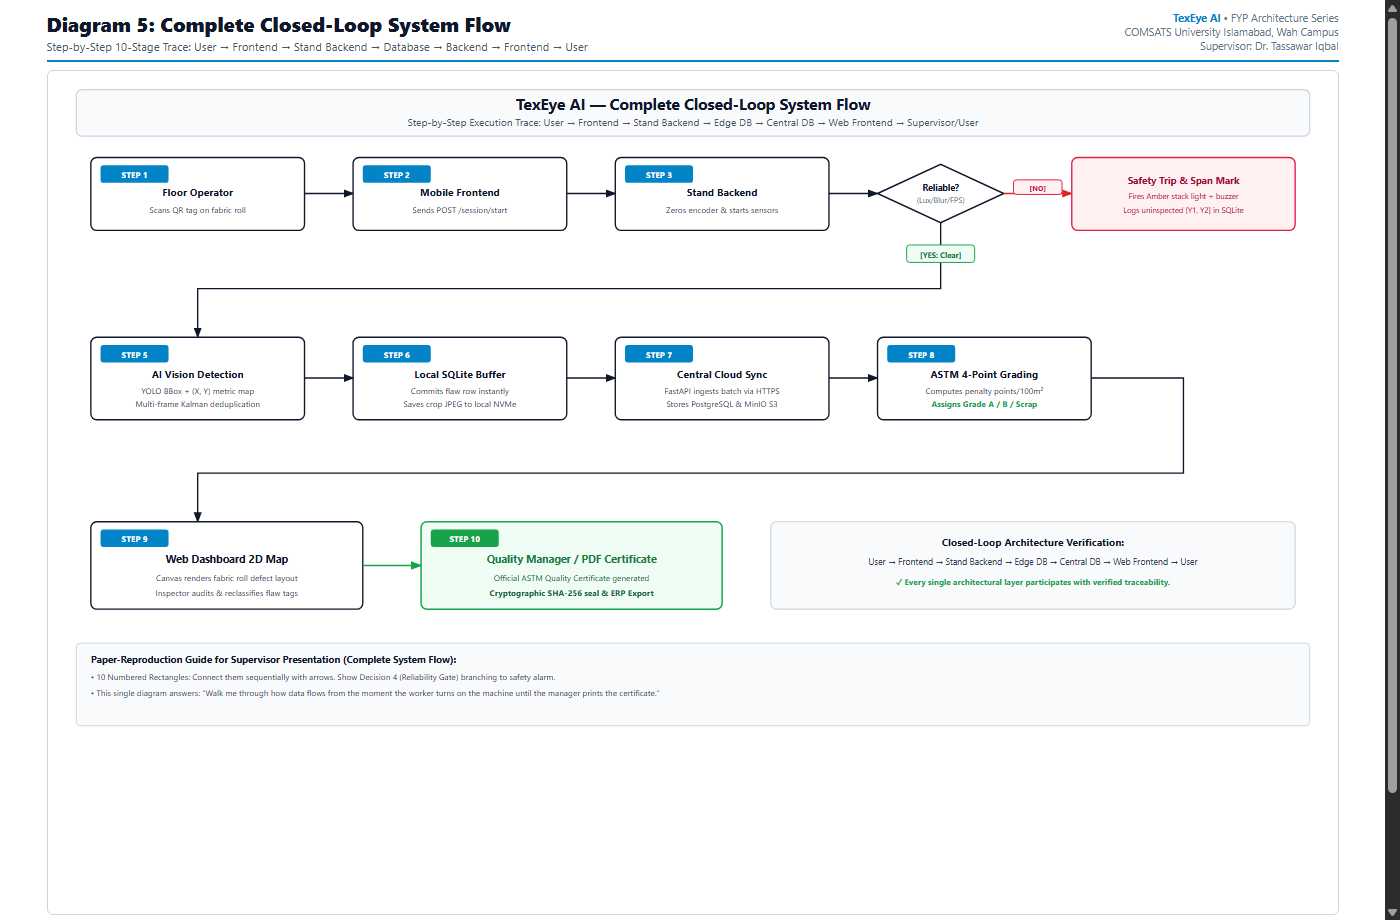 Diagram 5: Complete Closed-Loop System Flow
Step-by-Step 10-Stage Trace: User → Frontend → Stand Backend → Database → Backend → Frontend → User
TexEye AI • FYP Architecture Series
COMSATS University Islamabad, Wah Campus
Supervisor: Dr. Tassawar Iqbal
TexEye AI — Complete Closed-Loop System Flow
Step-by-Step Execution Trace: User → Frontend → Stand Backend → Edge DB → Central DB → Web Frontend → Supervisor/User
STEP 1
Floor Operator
Scans QR tag on fabric roll
STEP 2
Mobile Frontend
Sends POST /session/start
STEP 3
Stand Backend
Zeros encoder & starts sensors
Reliable?
(Lux/Blur/FPS)
[NO]
Safety Trip & Span Mark
Fires Amber stack light + buzzer
Logs uninspected [Y1, Y2] in SQLite
[YES: Clear]
STEP 5
AI Vision Detection
YOLO BBox + (X, Y) metric map
Multi-frame Kalman deduplication
STEP 6
Local SQLite Buffer
Commits flaw row instantly
Saves crop JPEG to local NVMe
STEP 7
Central Cloud Sync
FastAPI ingests batch via HTTPS
Stores PostgreSQL & MinIO S3
STEP 8
ASTM 4-Point Grading
Computes penalty points/100m²
Assigns Grade A / B / Scrap
STEP 9
Web Dashboard 2D Map
Canvas renders fabric roll defect layout
Inspector audits & reclassifies flaw tags
STEP 10
Quality Manager / PDF Certificate
Official ASTM Quality Certificate generated
Cryptographic SHA-256 seal & ERP Export
Closed-Loop Architecture Verification:
User → Frontend → Stand Backend → Edge DB → Central DB → Web Frontend → User
✓ Every single architectural layer participates with verified traceability.
Paper-Reproduction Guide for Supervisor Presentation (Complete System Flow):
• 10 Numbered Rectangles: Connect them sequentially with arrows. Show Decision 4 (Reliability Gate) branching to safety alarm.
• This single diagram answers: "Walk me through how data flows from the moment the worker turns on the machine until the manager prints the certificate."